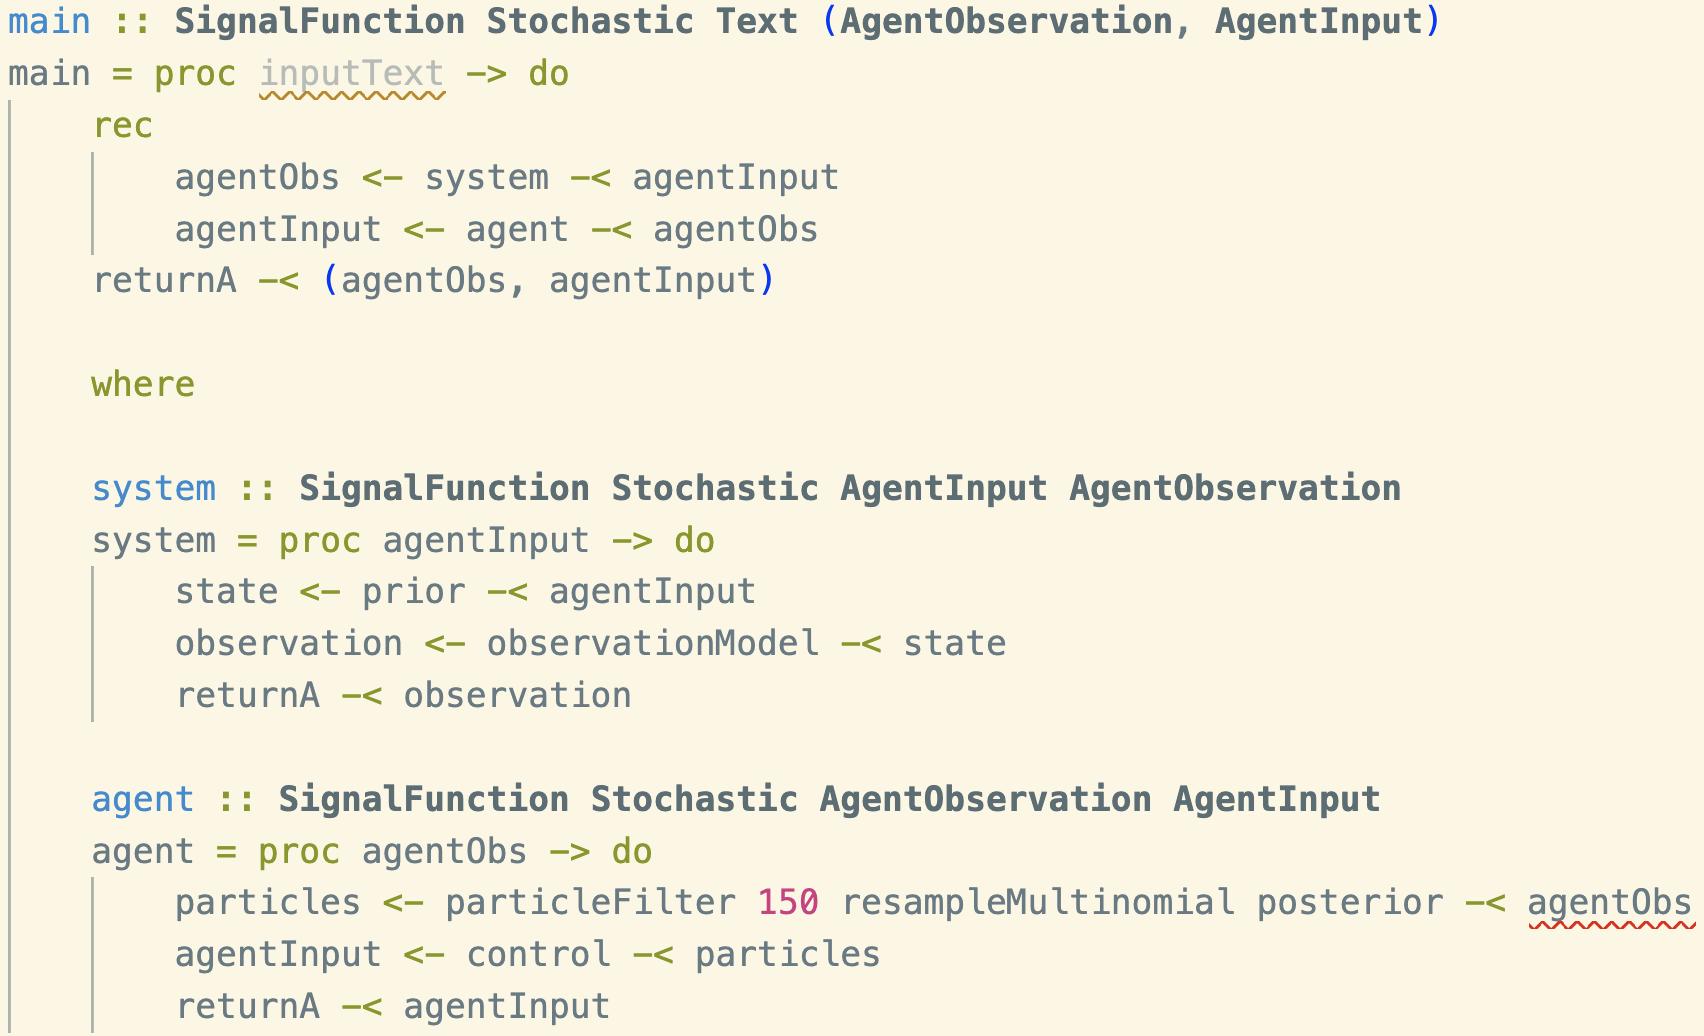 main :: SignalFunction Stochastic Text (AgentObservation, AgentInput)
main = proc inputText -> do
    rec
        agentObs <- system -< agentInput
        agentInput <- agent -< agentObs
    returnA -< (agentObs, agentInput)

    where

    system :: SignalFunction Stochastic AgentInput AgentObservation
    system = proc agentInput -> do
        state <- prior -< agentInput
        observation <- observationModel -< state
        returnA -< observation

    agent :: SignalFunction Stochastic AgentObservation AgentInput
    agent = proc agentObs -> do
        particles <- particleFilter 150 resampleMultinomial posterior -< agentObs
        agentInput <- control -< particles
        returnA -< agentInput